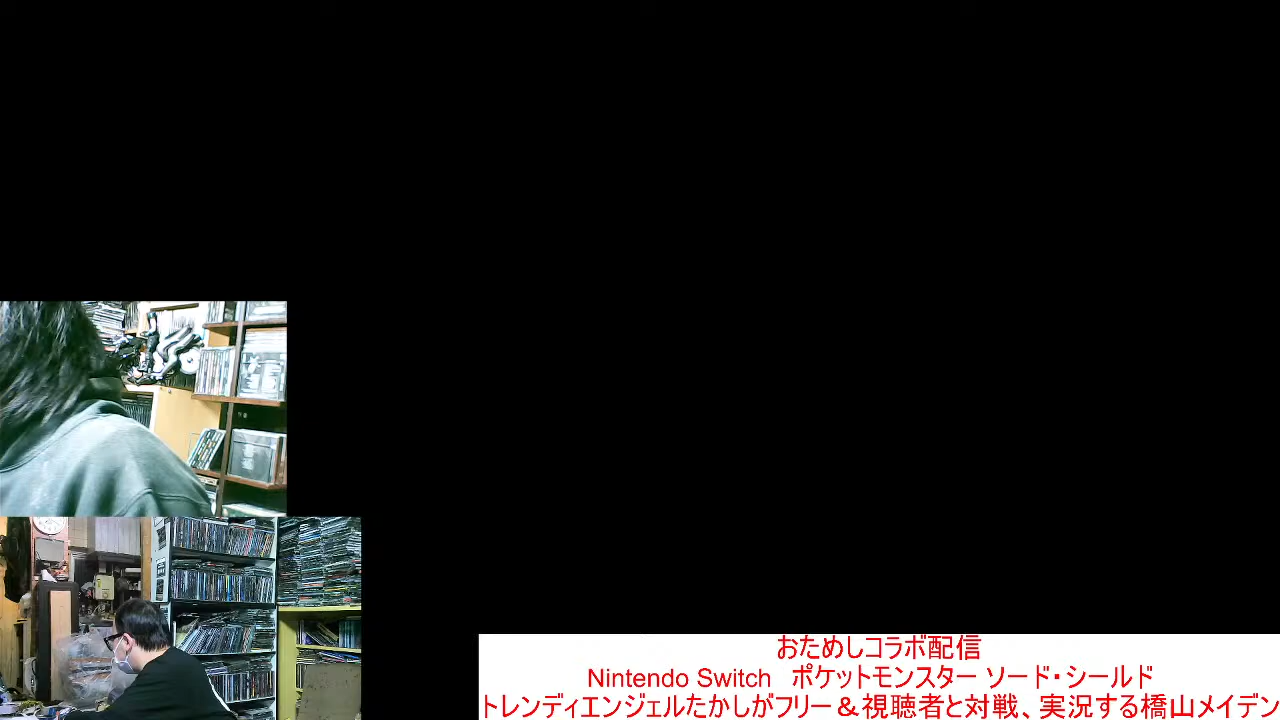 おためしコラボ配信
Nintendo Switch　ポケットモンスター ソード・シールド
トレンディエンジェルたかしがフリー＆視聴者と対戦、実況する橋山メイデン